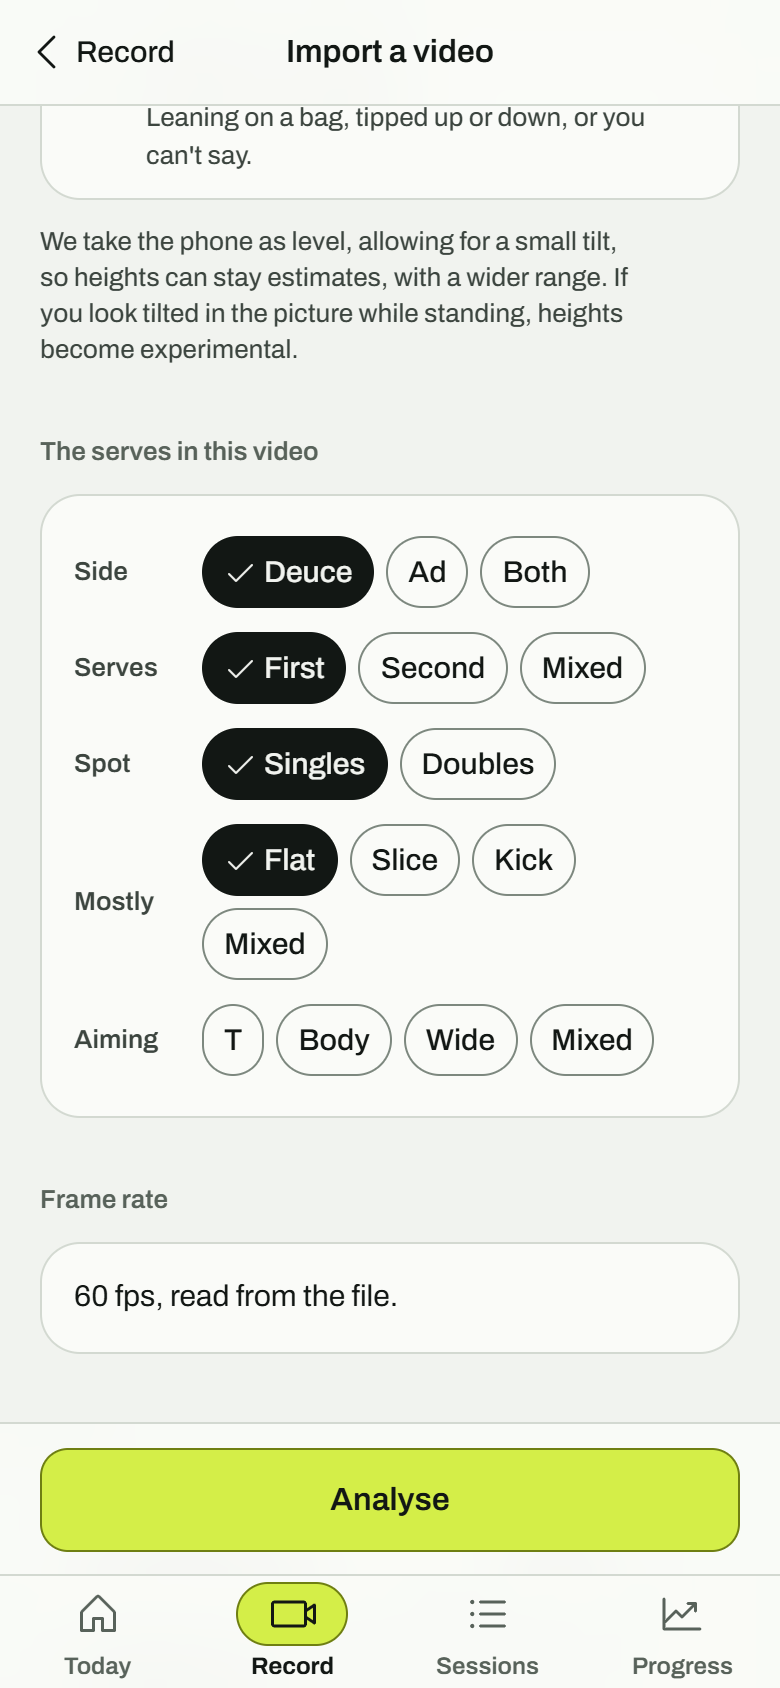 Record
Import a video
Leaning on a bag, tipped up or down, or you
can't say.
We take the phone as level, allowing for a small tilt,
so heights can stay estimates, with a wider range. If
you look tilted in the picture while standing, heights
become experimental.
The serves in this video
Side Deuce Ad Both
Serves First Second Mixed
Spot Singles Doubles
Mostly Flat Slice Kick
Mixed
Aiming T Body Wide Mixed
Frame rate
60 fps, read from the file.
Analyse
Today Record Sessions Progress